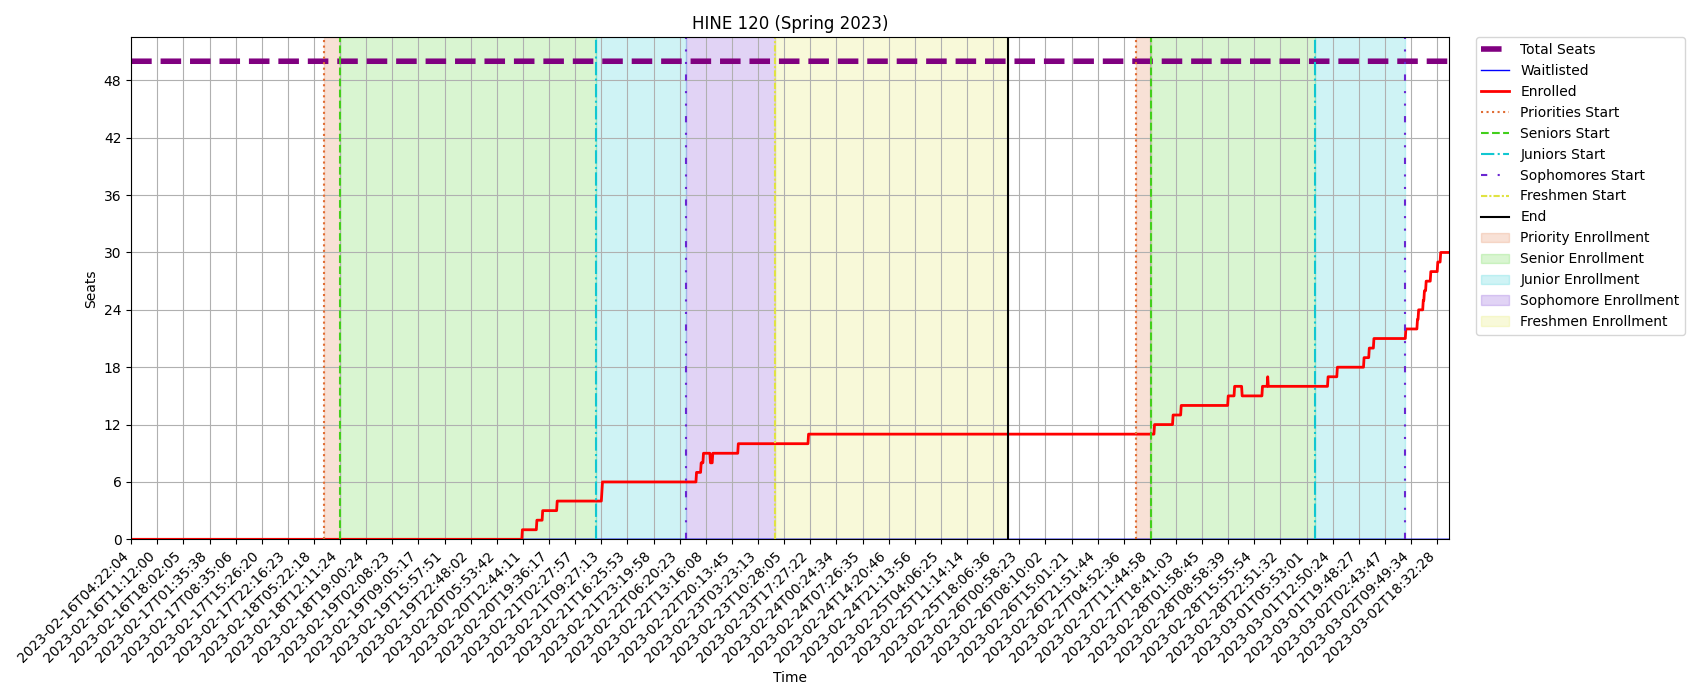 HINE 120 (Spring 2023)
Total Seats
Waitlisted
Enrolled
Priorities Start
Seniors Start
Juniors Start
Sophomores Start
Freshmen Start
End
Priority Enrollment
Senior Enrollment
Junior Enrollment
Sophomore Enrollment
Freshmen Enrollment
Seats
48
42
36
30
24
18
12
6
0
2023-02-16T04:22:04
2023-02-16T11:12:00
2023-02-16T18:02:05
2023-02-17T01:35:38
2023-02-17T08:35:06
2023-02-17T15:26:20
2023-02-17T22:16:23
2023-02-18T05:22:18
2023-02-18T12:11:24
2023-02-18T19:00:24
2023-02-19T02:08:23
2023-02-19T09:05:17
2023-02-19T15:57:51
2023-02-19T22:48:02
2023-02-20T05:53:42
2023-02-20T12:44:11
2023-02-20T19:36:17
2023-02-21T02:27:57
2023-02-21T09:27:13
2023-02-21T16:25:53
2023-02-21T23:19:58
2023-02-22T06:20:23
2023-02-22T13:16:08
2023-02-22T20:13:45
2023-02-23T03:23:13
2023-02-23T10:28:05
2023-02-23T17:27:22
2023-02-24T00:24:34
2023-02-24T07:26:35
2023-02-24T14:20:46
2023-02-24T21:13:56
2023-02-25T04:06:25
2023-02-25T11:14:14
2023-02-25T18:06:36
2023-02-26T00:58:23
2023-02-26T08:10:02
2023-02-26T15:01:21
2023-02-26T21:51:44
2023-02-27T04:52:36
2023-02-27T11:44:58
2023-02-27T18:41:03
2023-02-28T01:58:45
2023-02-28T08:58:39
2023-02-28T15:55:54
2023-02-28T22:51:32
2023-03-01T05:53:01
2023-03-01T12:50:24
2023-03-01T19:48:27
2023-03-02T02:43:47
2023-03-02T09:49:34
2023-03-02T18:32:28
Time